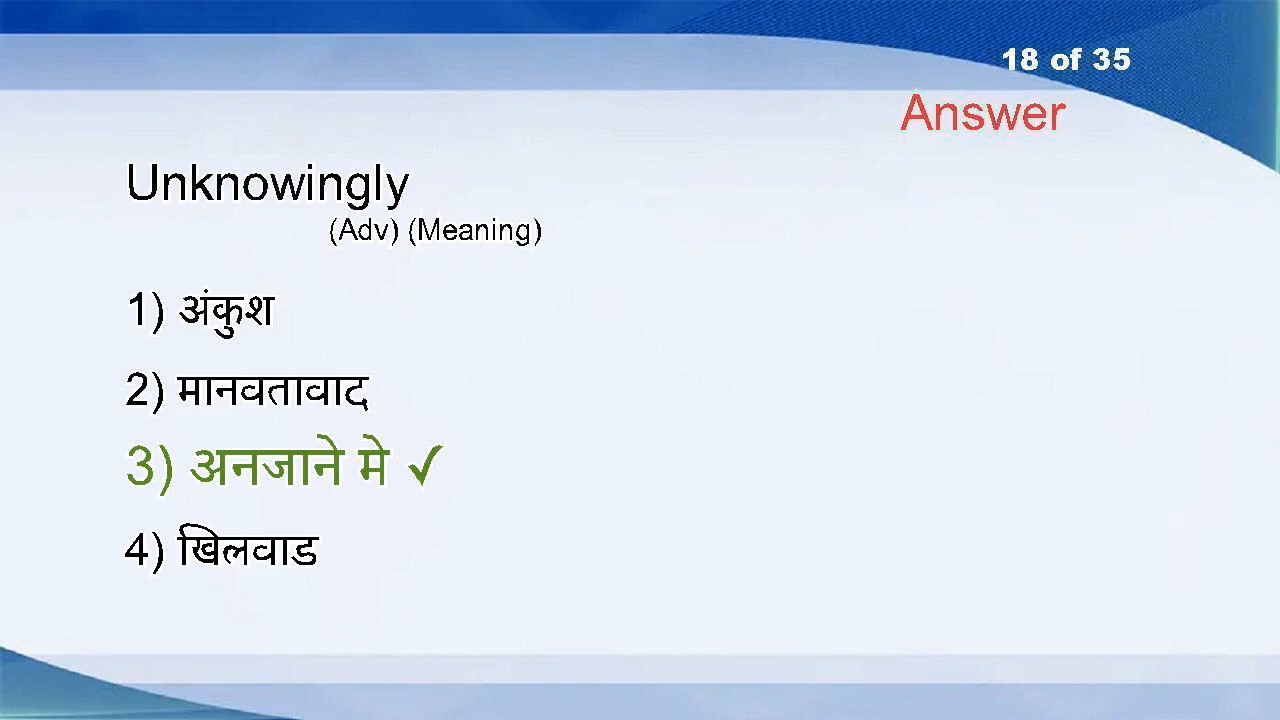 18 of 35
Answer
Unknowingly
(Adv) (Meaning)
1) अंकुश
2) मानवतावाद
3) अनजाने मे ✓
4) खिलवाड